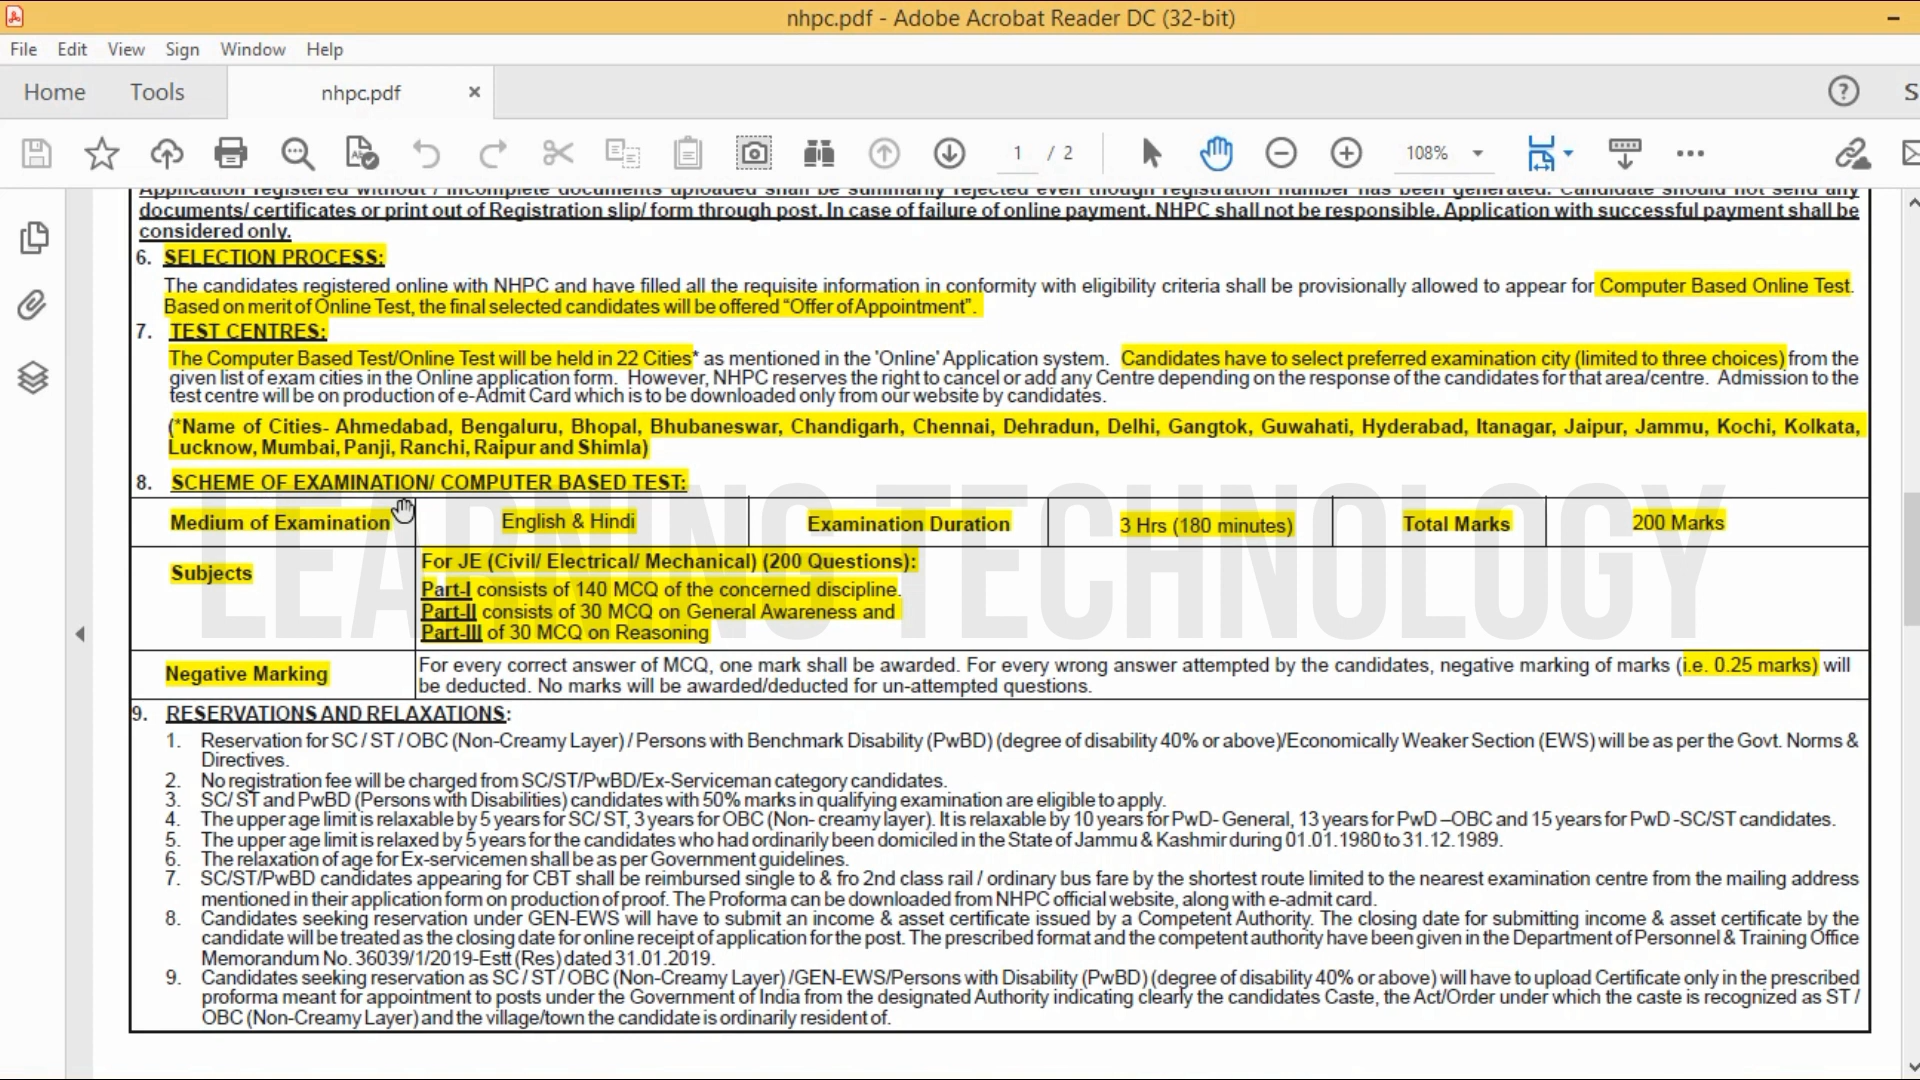 nhpc.pdf - Adobe Acrobat Reader DC (32-bit)
File Edit View Sign Window Help
Home Tools nhpc.pdf × ? S
1 / 2 108%
Application registered without / incomplete documents uploaded shall be summarily rejected even though registration number has been generated. Candidate should not send any
documents/ certificates or print out of Registration slip/ form through post. In case of failure of online payment, NHPC shall not be responsible. Application with successful payment shall be
considered only.
6. SELECTION PROCESS:
The candidates registered online with NHPC and have filled all the requisite information in conformity with eligibility criteria shall be provisionally allowed to appear for Computer Based Online Test.
Based on merit of Online Test, the final selected candidates will be offered “Offer of Appointment”.
7. TEST CENTRES:
The Computer Based Test/Online Test will be held in 22 Cities* as mentioned in the 'Online' Application system. Candidates have to select preferred examination city (limited to three choices) from the
given list of exam cities in the Online application form. However, NHPC reserves the right to cancel or add any Centre depending on the response of the candidates for that area/centre. Admission to the
test centre will be on production of e-Admit Card which is to be downloaded only from our website by candidates.
(*Name of Cities- Ahmedabad, Bengaluru, Bhopal, Bhubaneswar, Chandigarh, Chennai, Dehradun, Delhi, Gangtok, Guwahati, Hyderabad, Itanagar, Jaipur, Jammu, Kochi, Kolkata,
Lucknow, Mumbai, Panji, Ranchi, Raipur and Shimla)
8. SCHEME OF EXAMINATION/ COMPUTER BASED TEST:
LEARNING TECHNOLOGY
Medium of Examination English & Hindi Examination Duration 3 Hrs (180 minutes) Total Marks 200 Marks
Subjects For JE (Civil/ Electrical/ Mechanical) (200 Questions):
Part-I consists of 140 MCQ of the concerned discipline.
Part-II consists of 30 MCQ on General Awareness and
Part-III of 30 MCQ on Reasoning
Negative Marking For every correct answer of MCQ, one mark shall be awarded. For every wrong answer attempted by the candidates, negative marking of marks (i.e. 0.25 marks) will
be deducted. No marks will be awarded/deducted for un-attempted questions.
9. RESERVATIONS AND RELAXATIONS:
1. Reservation for SC / ST / OBC (Non-Creamy Layer) / Persons with Benchmark Disability (PwBD) (degree of disability 40% or above)/Economically Weaker Section (EWS) will be as per the Govt. Norms &
Directives.
2. No registration fee will be charged from SC/ST/PwBD/Ex-Serviceman category candidates.
3. SC/ ST and PwBD (Persons with Disabilities) candidates with 50% marks in qualifying examination are eligible to apply.
4. The upper age limit is relaxable by 5 years for SC/ ST, 3 years for OBC (Non- creamy layer). It is relaxable by 10 years for PwD- General, 13 years for PwD –OBC and 15 years for PwD -SC/ST candidates.
5. The upper age limit is relaxed by 5 years for the candidates who had ordinarily been domiciled in the State of Jammu & Kashmir during 01.01.1980 to 31.12.1989.
6. The relaxation of age for Ex-servicemen shall be as per Government guidelines.
7. SC/ST/PwBD candidates appearing for CBT shall be reimbursed single to & fro 2nd class rail / ordinary bus fare by the shortest route limited to the nearest examination centre from the mailing address
mentioned in their application form on production of proof. The Proforma can be downloaded from NHPC official website, along with e-admit card.
8. Candidates seeking reservation under GEN-EWS will have to submit an income & asset certificate issued by a Competent Authority. The closing date for submitting income & asset certificate by the
candidate will be treated as the closing date for online receipt of application for the post. The prescribed format and the competent authority have been given in the Department of Personnel & Training Office
Memorandum No. 36039/1/2019-Estt (Res) dated 31.01.2019.
9. Candidates seeking reservation as SC / ST / OBC (Non-Creamy Layer) /GEN-EWS/Persons with Disability (PwBD) (degree of disability 40% or above) will have to upload Certificate only in the prescribed
proforma meant for appointment to posts under the Government of India from the designated Authority indicating clearly the candidates Caste, the Act/Order under which the caste is recognized as ST /
OBC (Non-Creamy Layer) and the village/town the candidate is ordinarily resident of.